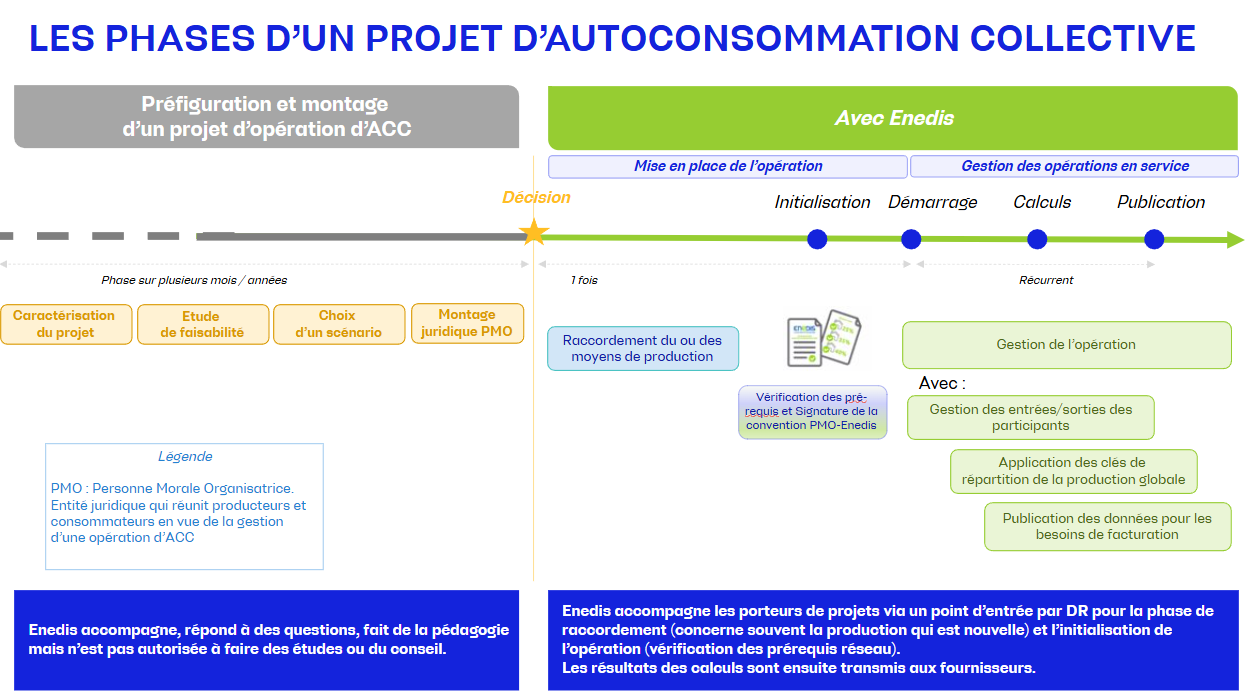 LES PHASES D’UN PROJET D’AUTOCONSOMMATION COLLECTIVE
Préfiguration et montage
d’un projet d’opération d’ACC
Avec Enedis
Mise en place de l’opération
Gestion des opérations en service
Décision
Initialisation
Démarrage
Calculs
Publication
Phase sur plusieurs mois / années
1 fois
Récurrent
Caractérisation
du projet
Etude
de faisabilité
Choix
d’un scénario
Montage
juridique PMO
Raccordement du ou des
moyens de production
ENEDIS
Vérification des pré-
requis et Signature de la
convention PMO-Enedis
Gestion de l’opération
Avec :
Gestion des entrées/sorties des
participants
Application des clés de
répartition de la production globale
Publication des données pour les
besoins de facturation
Légende
PMO : Personne Morale Organisatrice.
Entité juridique qui réunit producteurs et
consommateurs en vue de la gestion
d’une opération d’ACC
Enedis accompagne, répond à des questions, fait de la pédagogie
mais n’est pas autorisée à faire des études ou du conseil.
Enedis accompagne les porteurs de projets via un point d’entrée par DR pour la phase de
raccordement (concerne souvent la production qui est nouvelle) et l’initialisation de
l’opération (vérification des prérequis réseau).
Les résultats des calculs sont ensuite transmis aux fournisseurs.